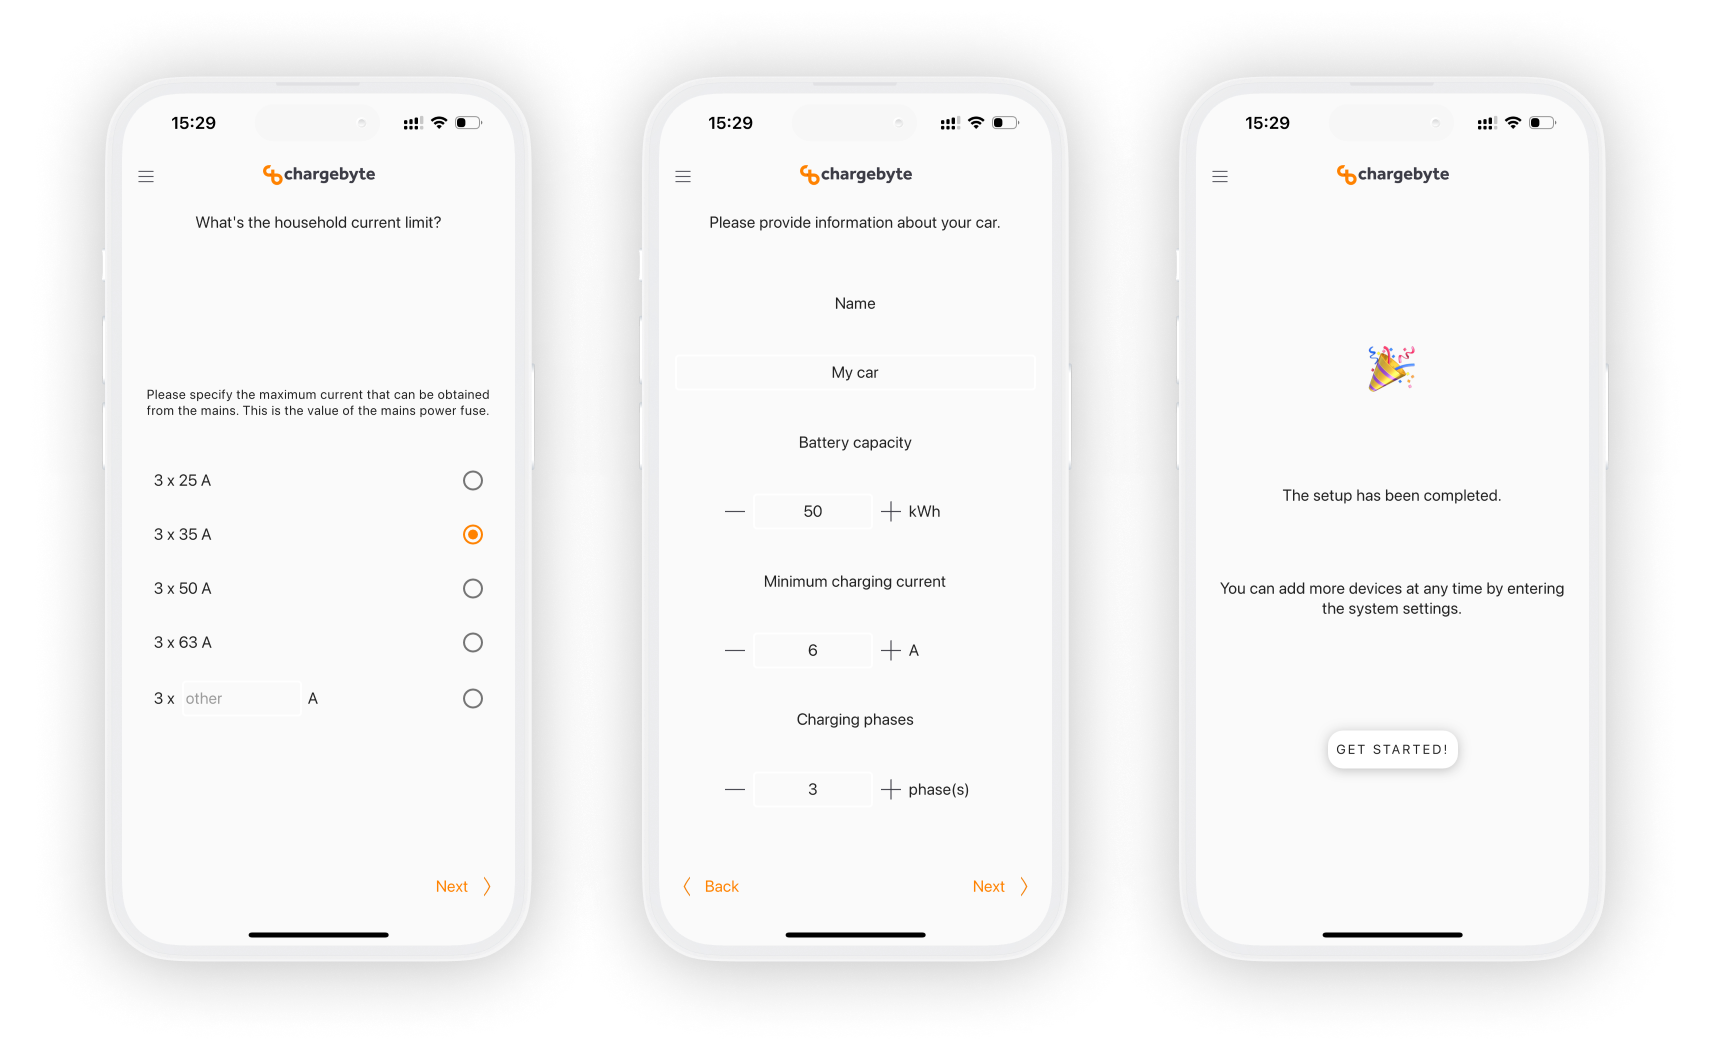 15:29
chargebyte
What's the household current limit?
Please specify the maximum current that can be obtained
from the mains. This is the value of the mains power fuse.
3 x 25 A
3 x 35 A
3 x 50 A
3 x 63 A
3 x other A
Next
15:29
chargebyte
Please provide information about your car.
Name
My car
Battery capacity
50 kWh
Minimum charging current
6 A
Charging phases
3 phase(s)
Back Next
15:29
chargebyte
The setup has been completed.
You can add more devices at any time by entering
the system settings.
GET STARTED!